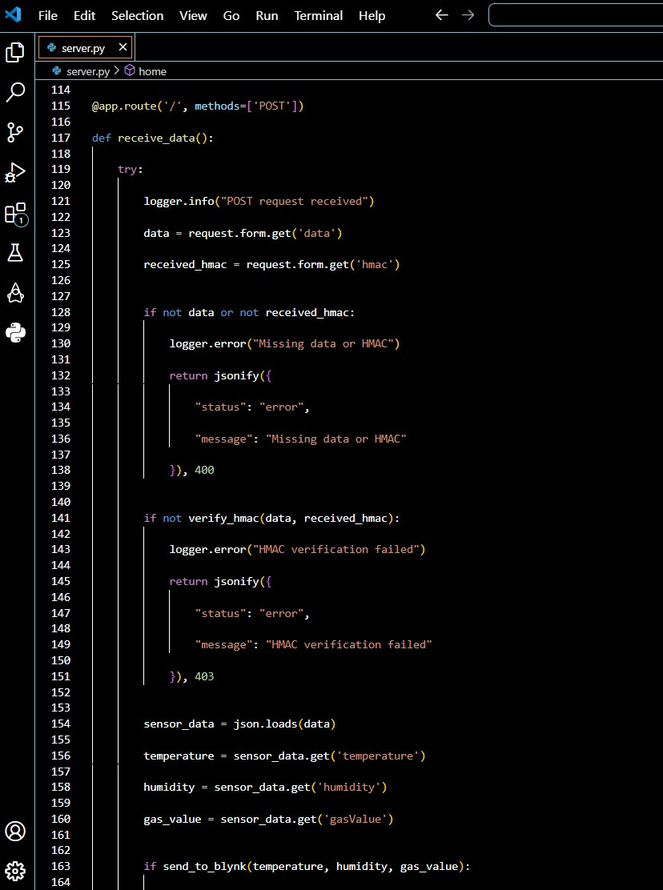 File Edit Selection View Go Run Terminal Help
server.py
server.py > home
114
115 @app.route('/', methods=['POST'])
116
117 def receive_data():
118
119 try:
120
121 logger.info("POST request received")
122
123 data = request.form.get('data')
124
125 received_hmac = request.form.get('hmac')
126
127
128 if not data or not received_hmac:
129
130 logger.error("Missing data or HMAC")
131
132 return jsonify({
133
134 "status": "error",
135
136 "message": "Missing data or HMAC"
137
138 }), 400
139
140
141 if not verify_hmac(data, received_hmac):
142
143 logger.error("HMAC verification failed")
144
145 return jsonify({
146
147 "status": "error",
148
149 "message": "HMAC verification failed"
150
151 }), 403
152
153
154 sensor_data = json.loads(data)
155
156 temperature = sensor_data.get('temperature')
157
158 humidity = sensor_data.get('humidity')
159
160 gas_value = sensor_data.get('gasValue')
161
162
163 if send_to_blynk(temperature, humidity, gas_value):
164
1